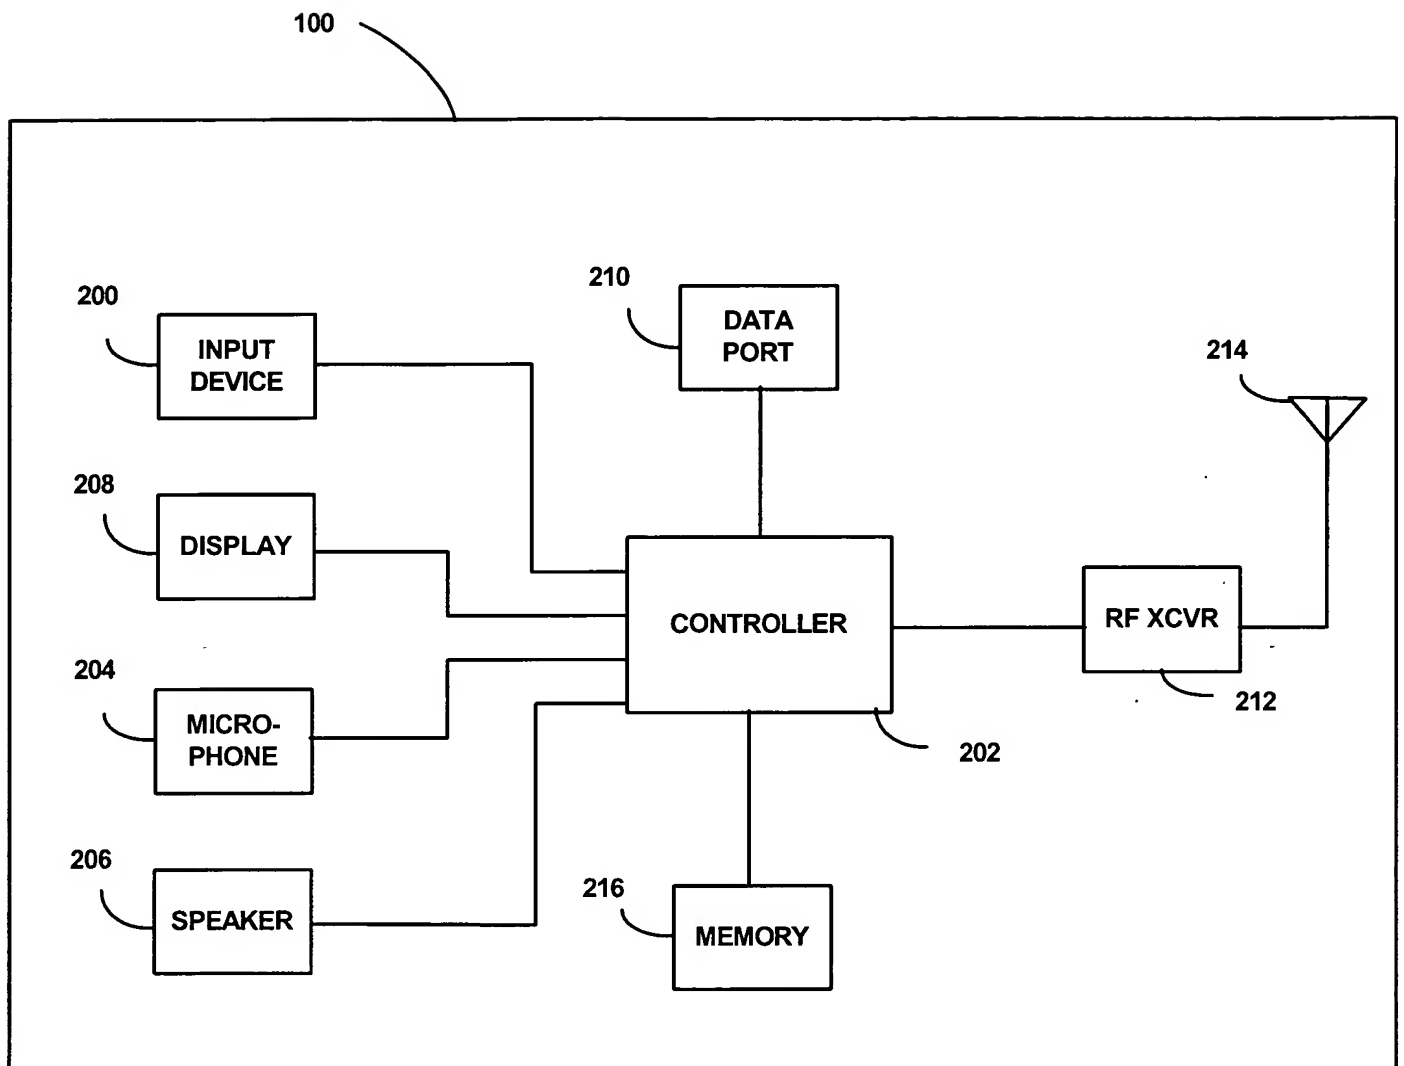 100
210
DATA
PORT
200
INPUT
DEVICE
214
208
DISPLAY
CONTROLLER
RF XCVR
204
MICRO-
PHONE
212
202
206
SPEAKER
216
MEMORY